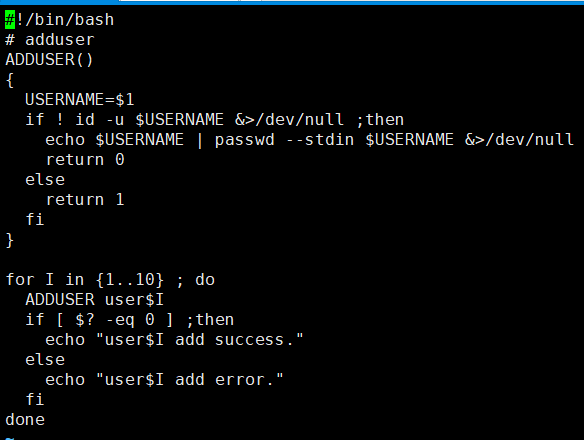 #!/bin/bash
# adduser
ADDUSER()
{
  USERNAME=$1
  if ! id -u $USERNAME &>/dev/null ;then
    echo $USERNAME | passwd --stdin $USERNAME &>/dev/null
    return 0
  else
    return 1
  fi
}

for I in {1..10} ; do
  ADDUSER user$I
  if [ $? -eq 0 ] ;then
    echo "user$I add success."
  else
    echo "user$I add error."
  fi
done
~